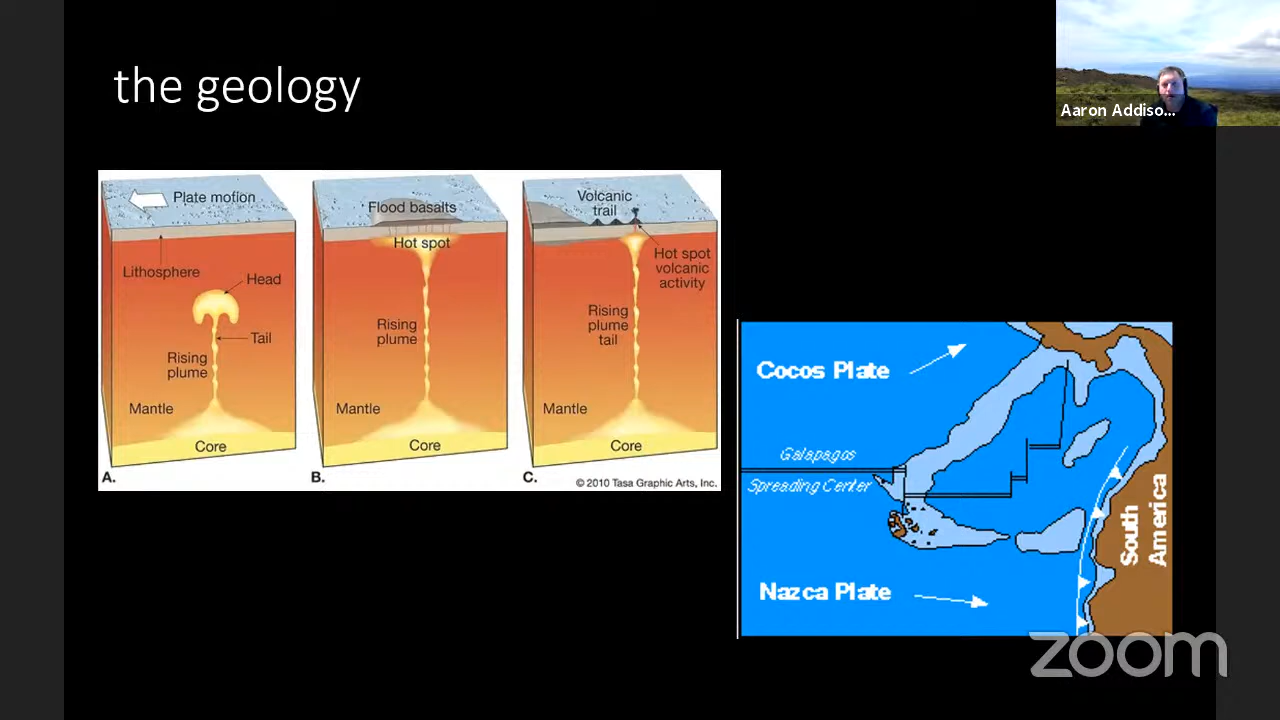 the geology
Aaron Addiso...
Plate motion
Lithosphere
Head
Tail
Rising
plume
Mantle
Core
A.
Flood basalts
Hot spot
Rising
plume
Mantle
Core
B.
Volcanic
trail
Hot spot
volcanic
activity
Rising
plume
tail
Mantle
Core
C.
© 2010 Tasa Graphic Arts, Inc.
Cocos Plate
Galapagos
Spreading Center
Nazca Plate
South
America
zoom